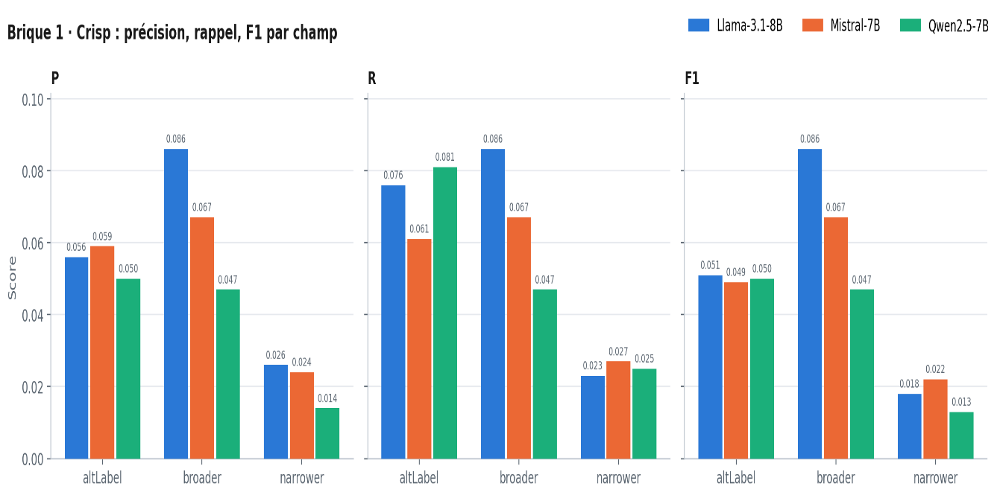 Brique 1 · Crisp : précision, rappel, F1 par champ
Llama-3.1-8B Mistral-7B Qwen2.5-7B
P
R
F1
Score
0.10
0.08
0.06
0.04
0.02
0.00
0.056 0.059 0.050
0.086 0.067 0.047
0.026 0.024 0.014
altLabel broader narrower
0.076 0.061 0.081
0.086 0.067 0.047
0.023 0.027 0.025
altLabel broader narrower
0.051 0.049 0.050
0.086 0.067 0.047
0.018 0.022 0.013
altLabel broader narrower